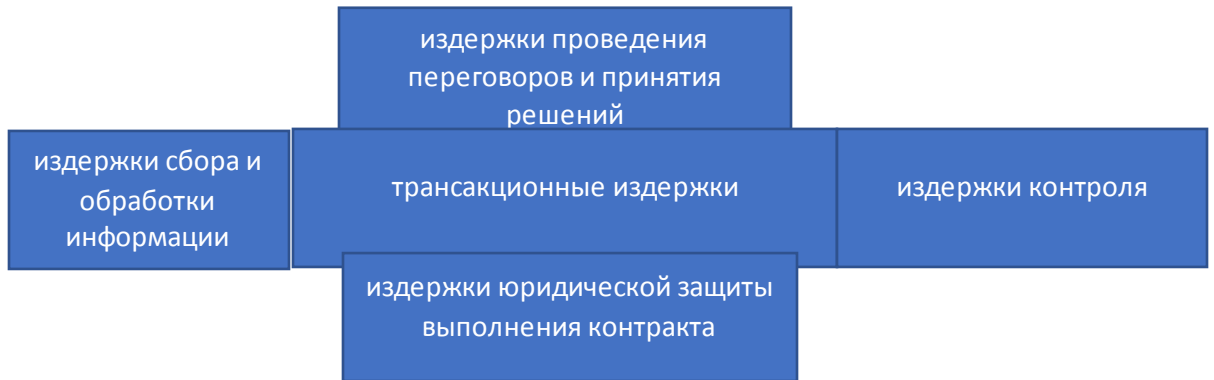 издержки проведения
переговоров и принятия
решений
издержки сбора и
обработки
информации
трансакционные издержки
издержки контроля
издержки юридической защиты
выполнения контракта